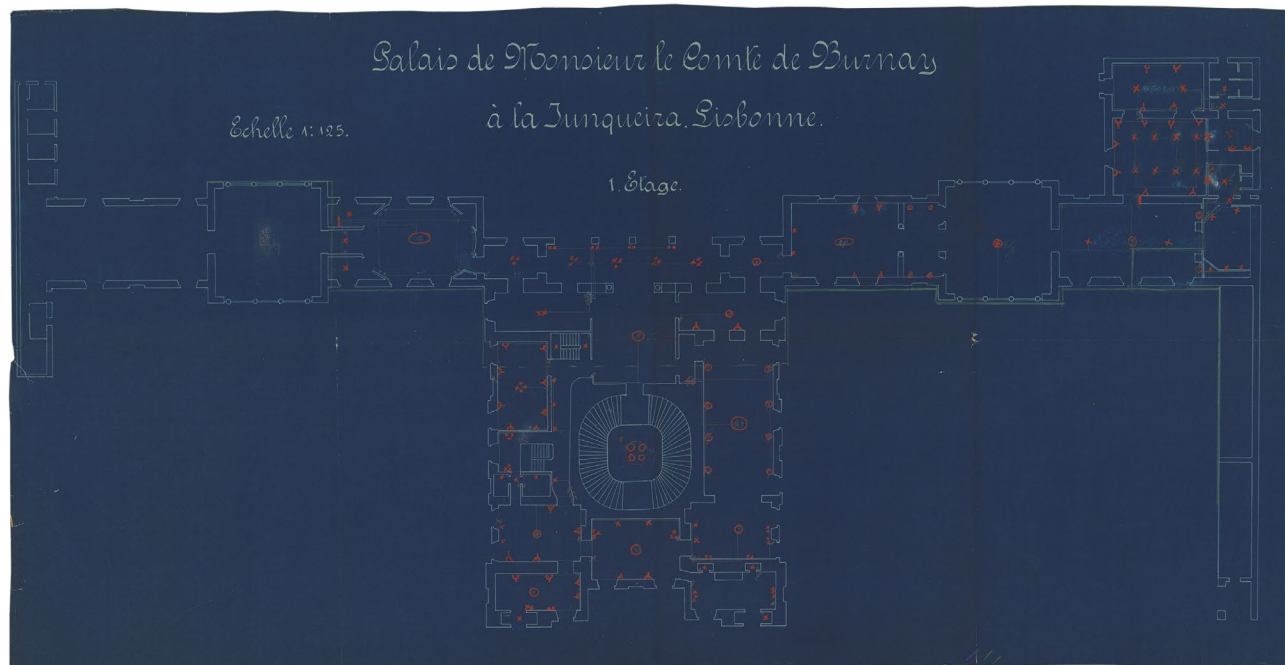 Palais de Monsieur le Comte de Burnay
à la Junqueira. Lisbonne.
Echelle 1:125.
1. Etage.